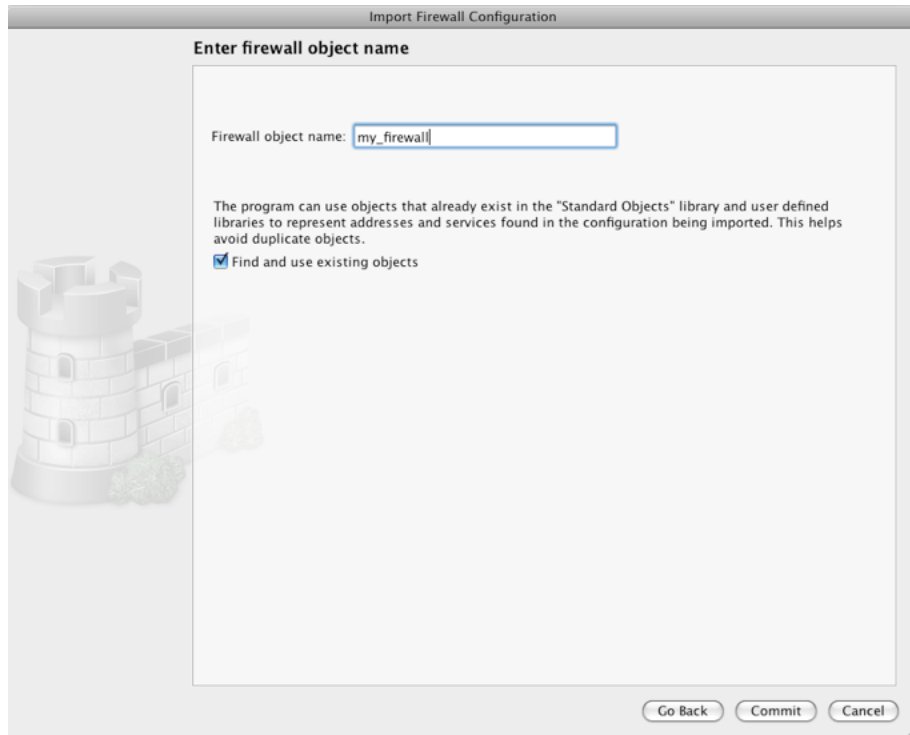 Import Firewall Configuration
Enter firewall object name
Firewall object name: my_firewall
The program can use objects that already exist in the "Standard Objects" library and user defined
libraries to represent addresses and services found in the configuration being imported. This helps
avoid duplicate objects.
Find and use existing objects
Go Back Commit Cancel